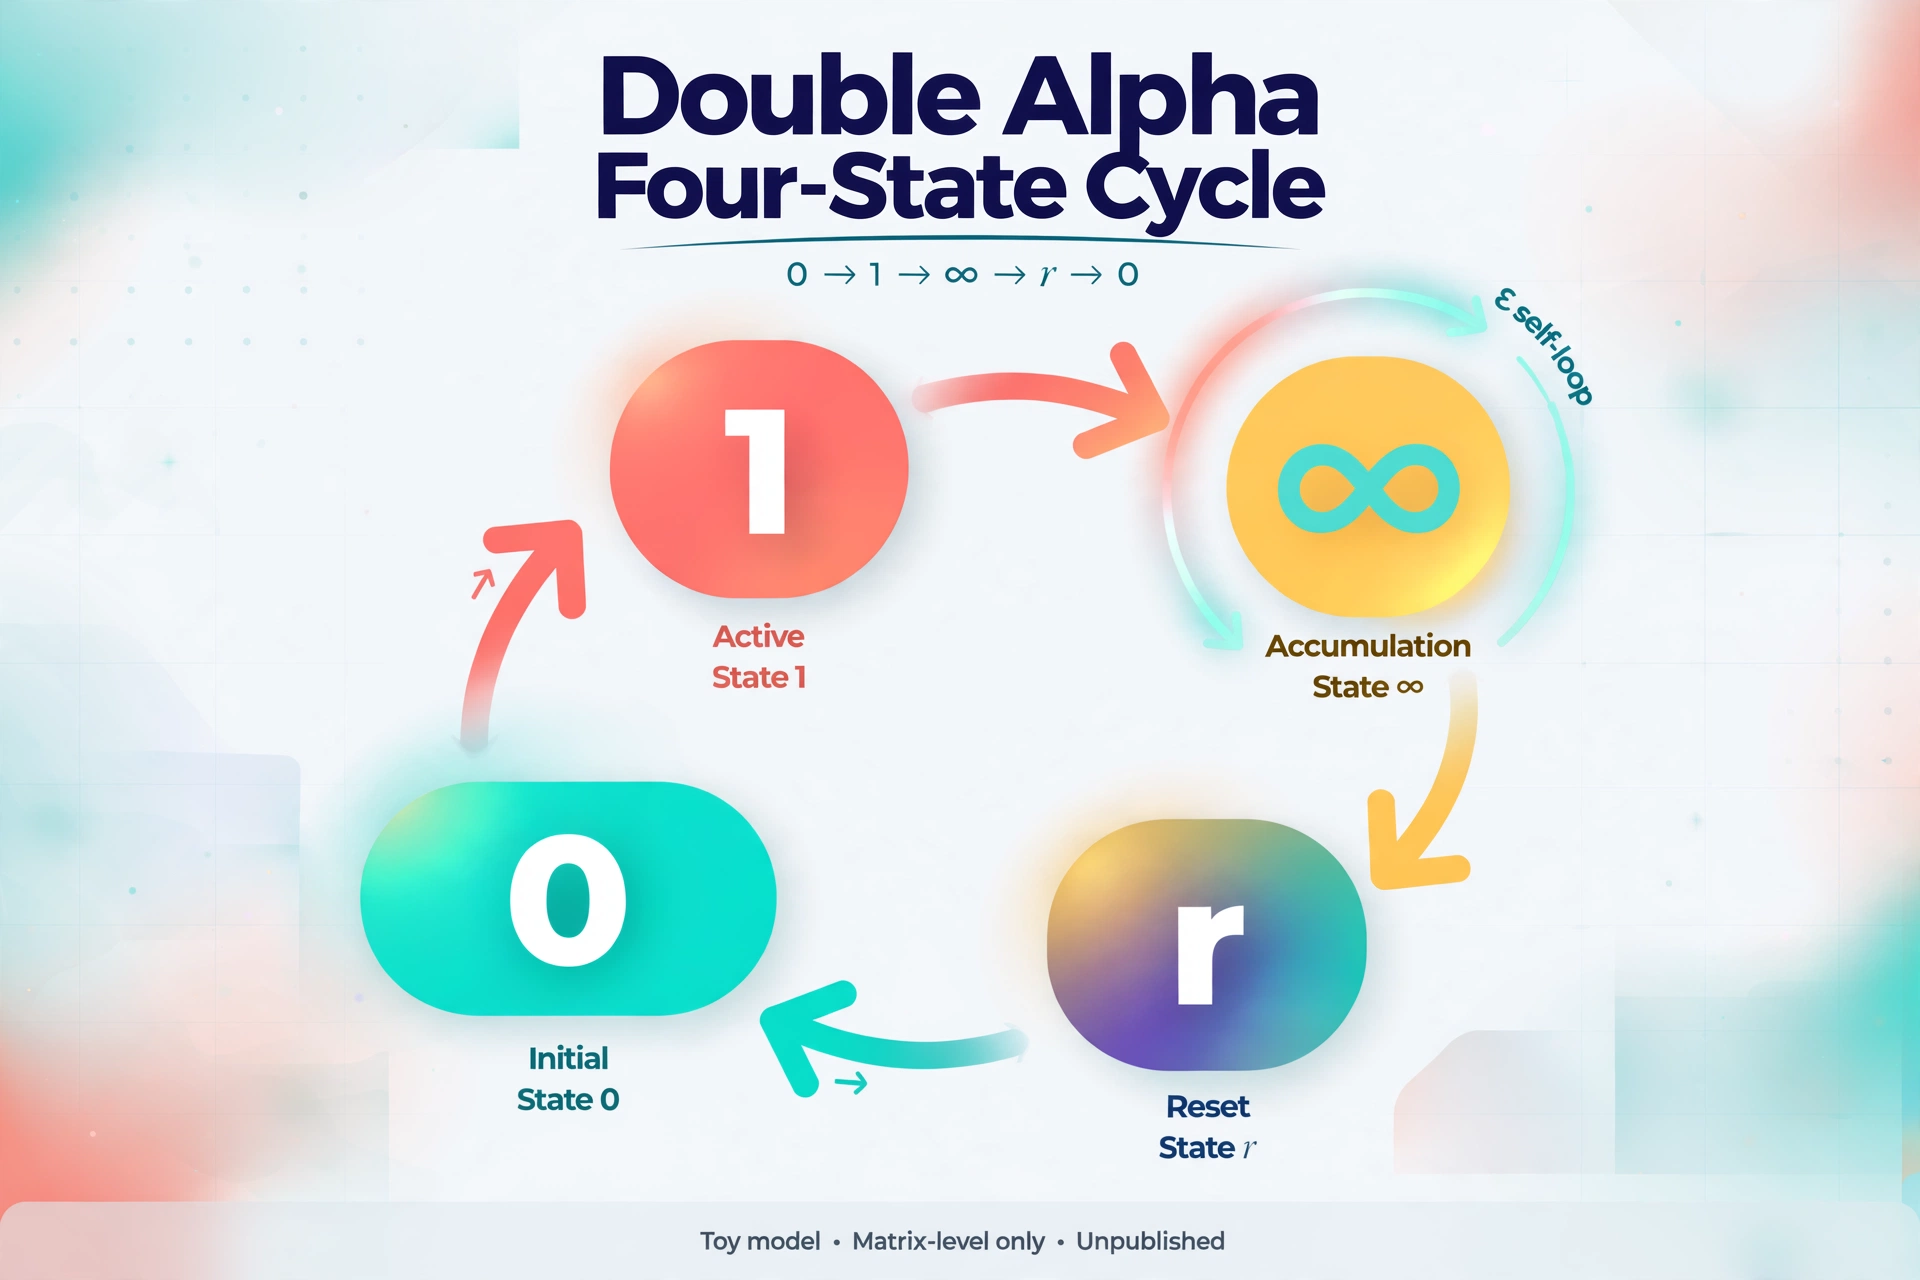 Double Alpha
Four-State Cycle
0 → 1 → ∞ → r → 0
ε self-loop
1
∞
Active
State 1
Accumulation
State ∞
0
r
Initial
State 0
Reset
State r
Toy model • Matrix-level only • Unpublished